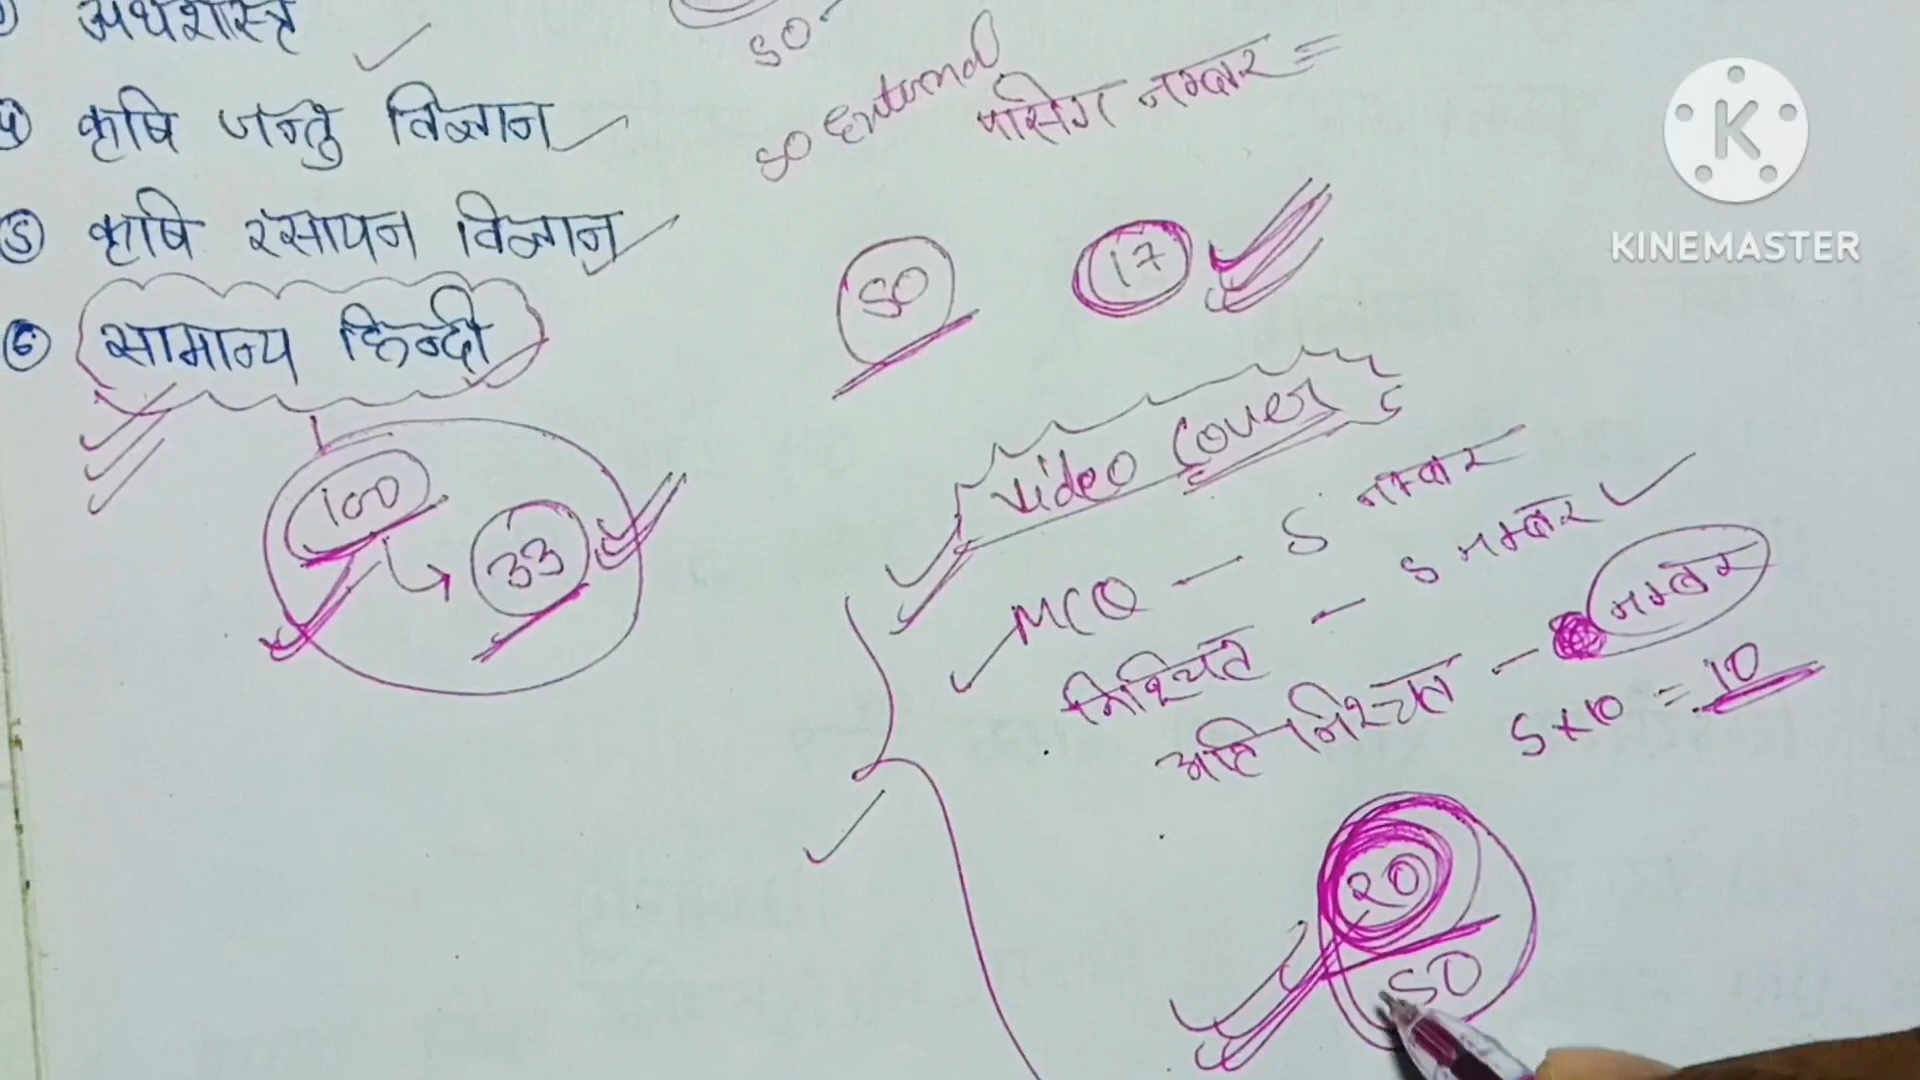 अर्थशास्त्र
50
कृषि जन्तु विज्ञान
50 External
पासिंग नम्बर =
⑤ कृषि रसायन विज्ञान
50
17
⑥ सामान्य हिन्दी
100
33
Video Cover
MCQ — 5 नम्बर
निश्चित — 5 नम्बर
अति निश्चित — नम्बर
5 x 10 = 10
20
50
K
KINEMASTER